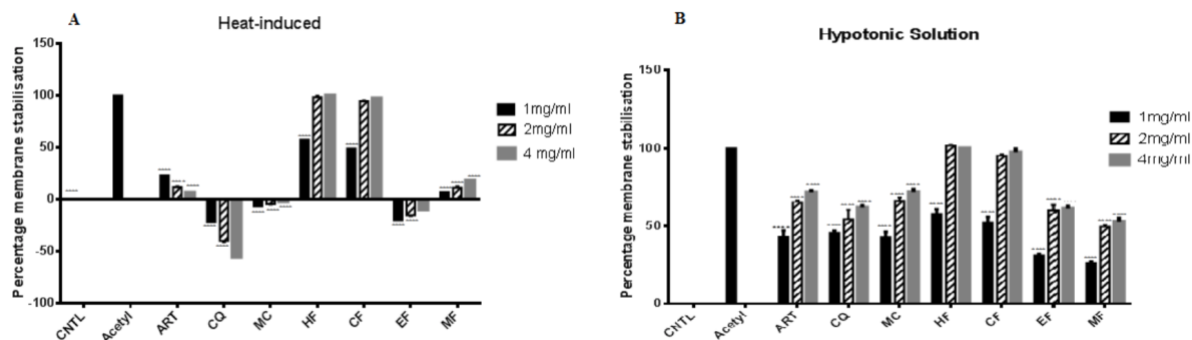 A
Heat-induced
Percentage membrane stabilisation
150
100
50
0
-50
-100
CNTL
Acetyl
ART
CQ
MC
HF
CF
EF
MF
1mg/ml
2mg/ml
4 mg/ml
B
Hypotonic Solution
Percentage membrane stabilisation
150
100
50
0
CNTL
Acetyl
ART
CQ
MC
HF
CF
EF
MF
1mg/ml
2mg/ml
4mg/ml